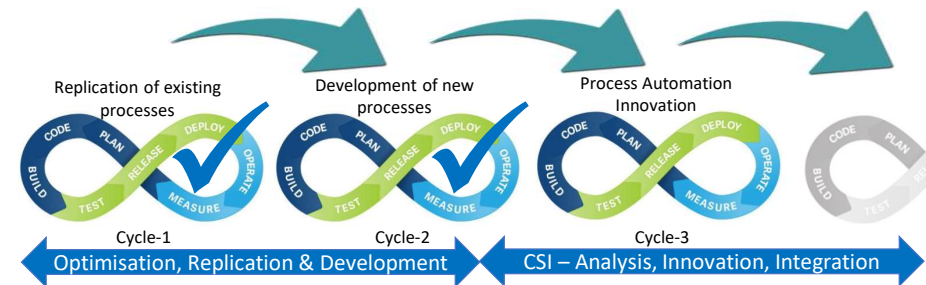 Replication of existing
processes
Development of new
processes
Process Automation
Innovation
CODE
PLAN
BUILD
TEST
RELEASE
DEPLOY
OPERATE
MEASURE
CODE
PLAN
BUILD
TEST
RELEASE
DEPLOY
OPERATE
MEASURE
CODE
PLAN
BUILD
TEST
RELEASE
DEPLOY
OPERATE
MEASURE
CODE
PLAN
BUILD
TEST
Cycle-1
Cycle-2
Cycle-3
Optimisation, Replication & Development
CSI – Analysis, Innovation, Integration